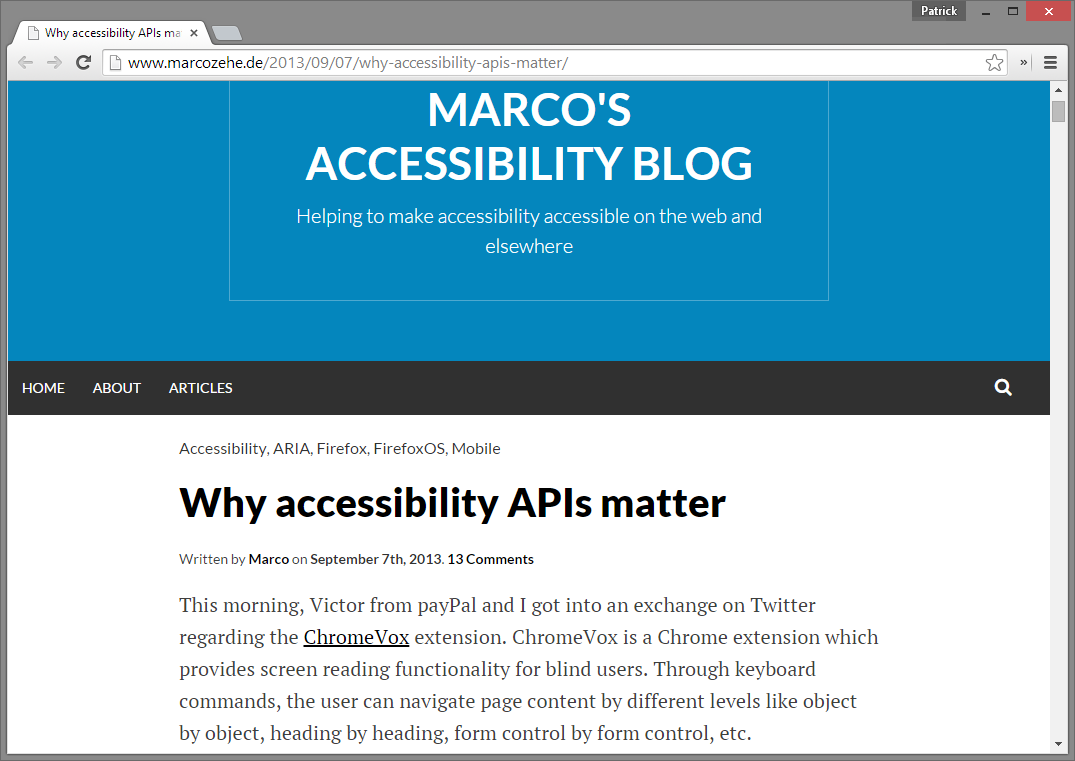 Patrick
Why accessibility APIs ma
www.marcozehe.de/2013/09/07/why-accessibility-apis-matter/
MARCO'S
ACCESSIBILITY BLOG
Helping to make accessibility accessible on the web and
elsewhere
HOME ABOUT ARTICLES
Accessibility, ARIA, Firefox, FirefoxOS, Mobile
Why accessibility APIs matter
Written by Marco on September 7th, 2013. 13 Comments
This morning, Victor from payPal and I got into an exchange on Twitter
regarding the ChromeVox extension. ChromeVox is a Chrome extension which
provides screen reading functionality for blind users. Through keyboard
commands, the user can navigate page content by different levels like object
by object, heading by heading, form control by form control, etc.